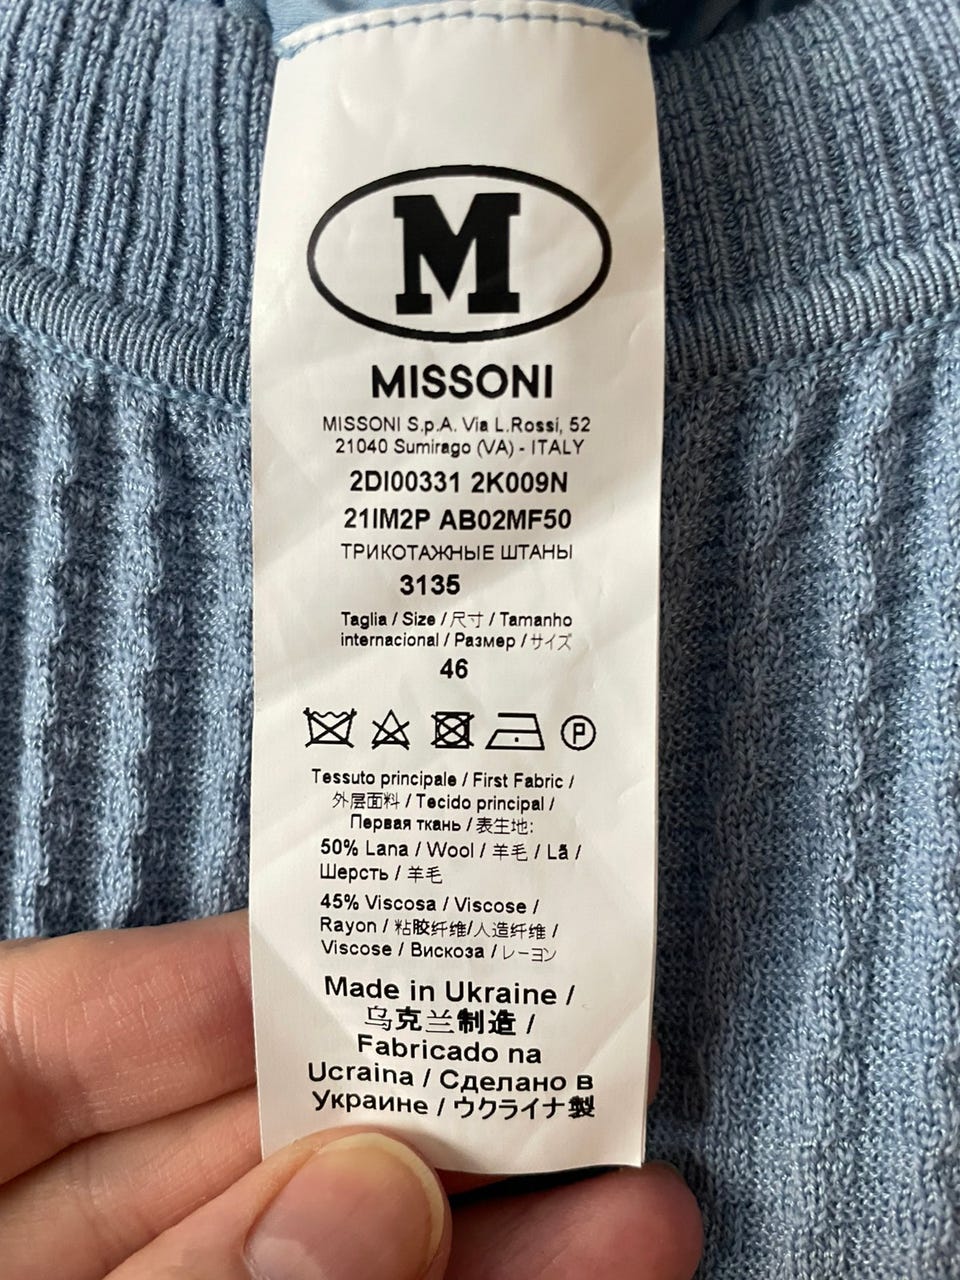 M
MISSONI
MISSONI S.p.A. Via L.Rossi, 52
21040 Sumirago (VA) - ITALY
2DI00331 2K009N
21IM2P AB02MF50
ТРИКОТАЖНЫЕ ШТАНЫ
3135
Taglia / Size / 尺寸 / Tamanho
internacional / Размер / サイズ
46
P
Tessuto principale / First Fabric /
外层面料 / Tecido principal /
Первая ткань / 表生地:
50% Lana / Wool / 羊毛 / Lã /
Шерсть / 羊毛
45% Viscosa / Viscose /
Rayon / 粘胶纤维/人造纤维 /
Viscose / Вискоза / レーヨン
Made in Ukraine /
乌克兰制造 /
Fabricado na
Ucraina / Сделано в
Украине / ウクライナ製